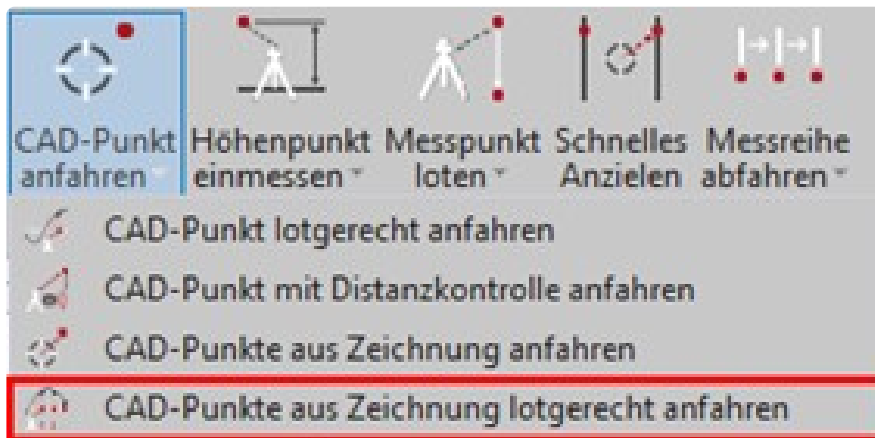 CAD-Punkt Höhenpunkt Messpunkt Schnelles Messreihe
anfahren einmessen loten Anzielen abfahren
CAD-Punkt lotgerecht anfahren
CAD-Punkt mit Distanzkontrolle anfahren
CAD-Punkte aus Zeichnung anfahren
CAD-Punkte aus Zeichnung lotgerecht anfahren